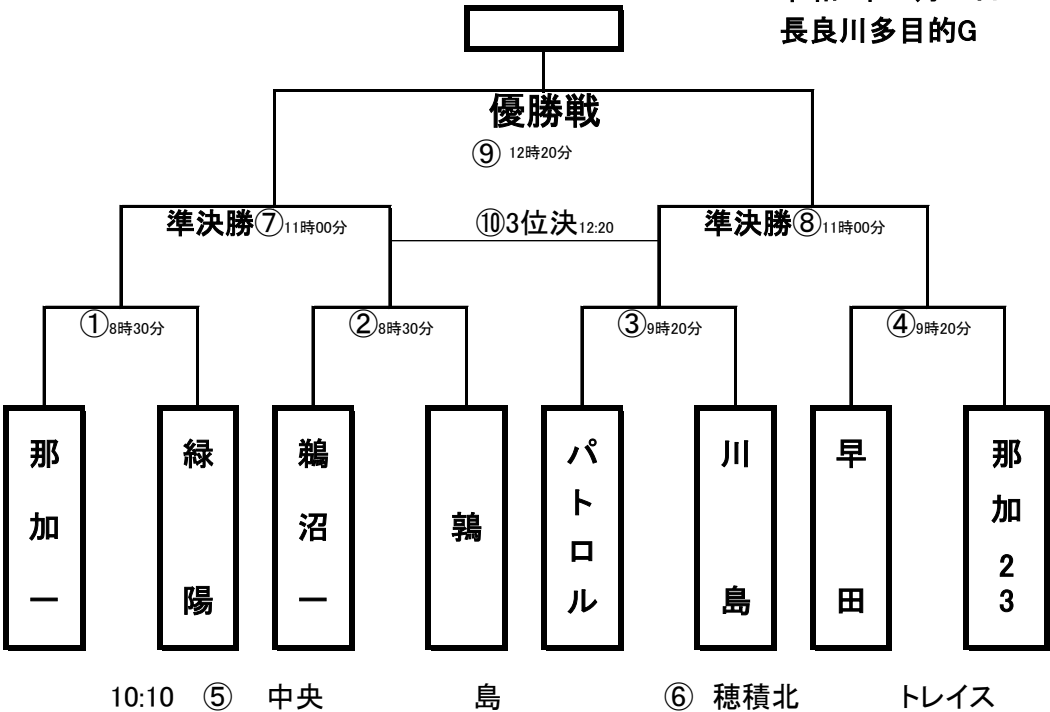 長良川多目的G
優勝戦
⑨ 12時20分
準決勝⑦11時00分
⑩3位決12:20
準決勝⑧11時00分
①8時30分
②8時30分
③9時20分
④9時20分
那加一
緑陽
鵜沼一
鶉
パトロル
川島
早田
那加23
10:10 ⑤ 中央 島 ⑥ 穂積北 トレイス